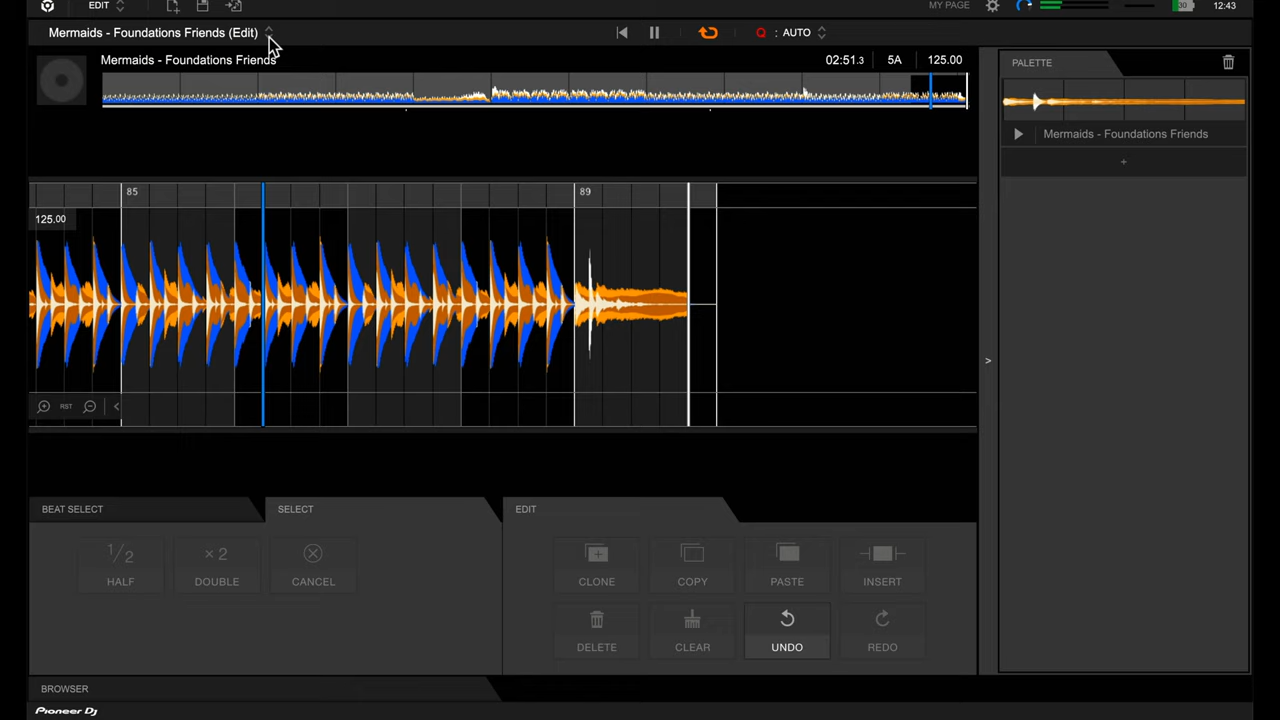 EDIT
MY PAGE
30
12:43
Mermaids - Foundations Friends (Edit)
Q : AUTO
Mermaids - Foundations Friends
02:51.3
5A
125.00
PALETTE
Mermaids - Foundations Friends
+
85
89
125.00
RST
<
>
BEAT SELECT
SELECT
EDIT
1/2
HALF
× 2
DOUBLE
CANCEL
CLONE
COPY
PASTE
INSERT
DELETE
CLEAR
UNDO
REDO
BROWSER
Pioneer Dj